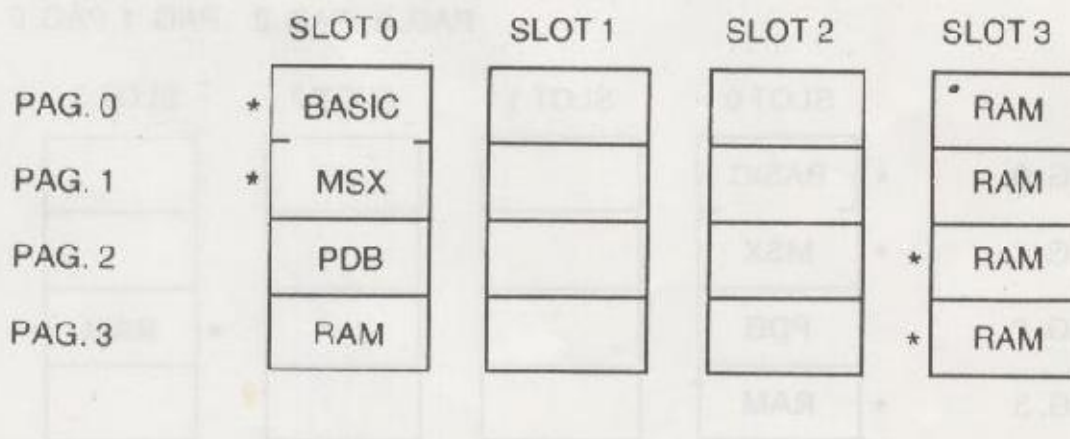 SLOT 0 SLOT 1 SLOT 2 SLOT 3
PAG. 0 * BASIC RAM
PAG. 1 * MSX RAM
PAG. 2 PDB * RAM
PAG. 3 RAM * RAM